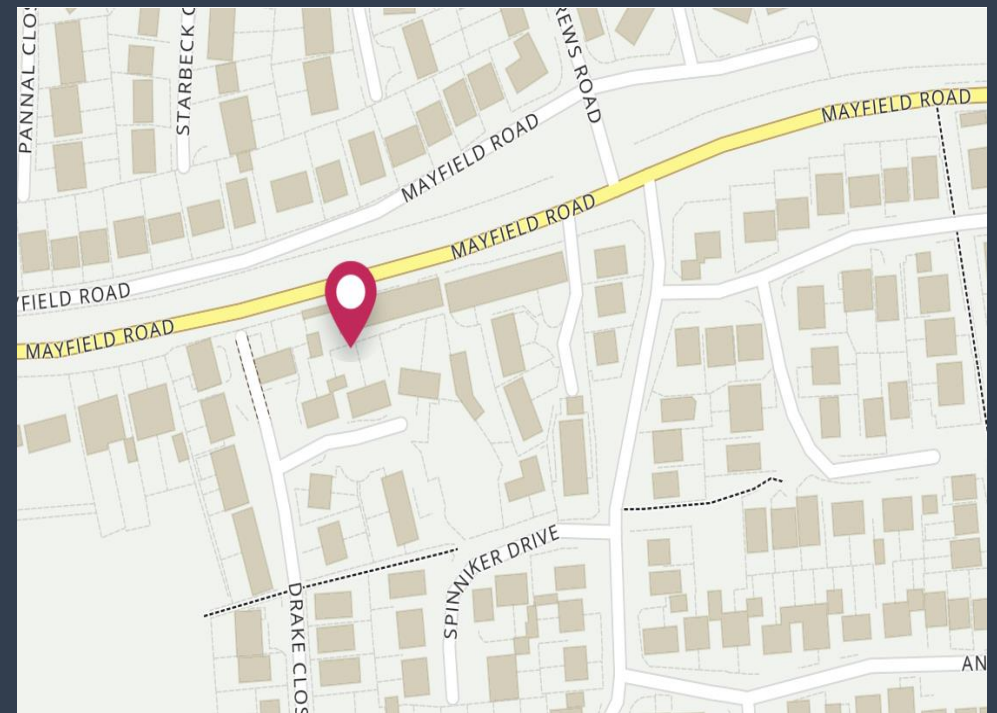 PANNAL CLOS
STARBECK C
REWS ROAD
MAYFIELD ROAD
MAYFIELD ROAD
MAYFIELD ROAD
YFIELD ROAD
MAYFIELD ROAD
SPINNIKER DRIVE
DRAKE CLOS
AN